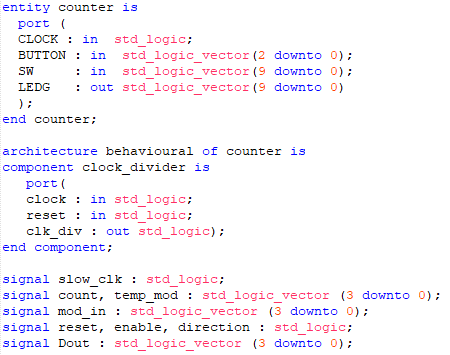 entity counter is
port (
CLOCK : in std_logic;
BUTTON : in std_logic_vector(2 downto 0);
SW : in std_logic_vector(9 downto 0);
LEDG : out std_logic_vector(9 downto 0)
);
end counter;
architecture behavioural of counter is
component clock_divider is
port(
clock : in std_logic;
reset : in std_logic;
clk_div : out std_logic);
end component;
signal slow_clk : std_logic;
signal count, temp_mod : std_logic_vector (3 downto 0);
signal mod_in : std_logic_vector (3 downto 0);
signal reset, enable, direction : std_logic;
signal Dout : std_logic_vector (3 downto 0);